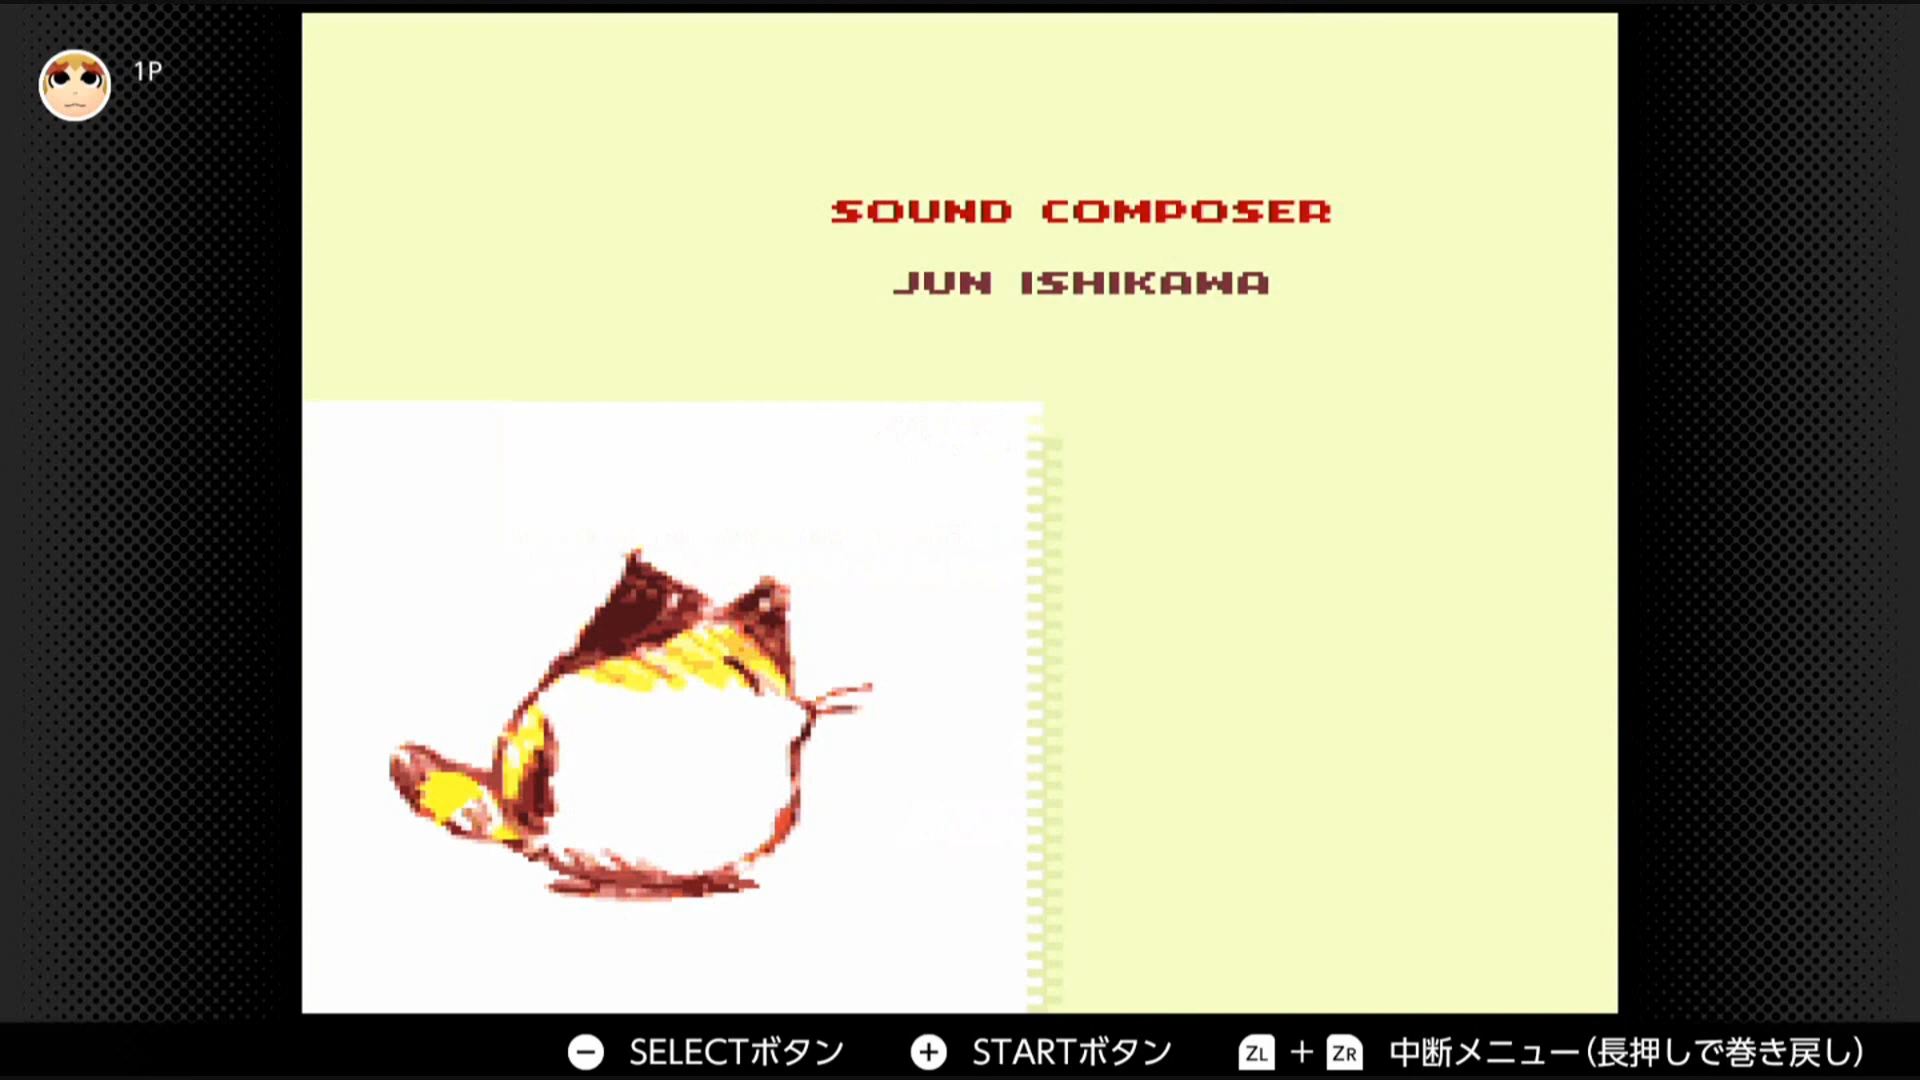 1P
SOUND COMPOSER
JUN ISHIKAWA
− SELECTボタン + STARTボタン ZL + ZR 中断メニュー(長押しで巻き戻し)